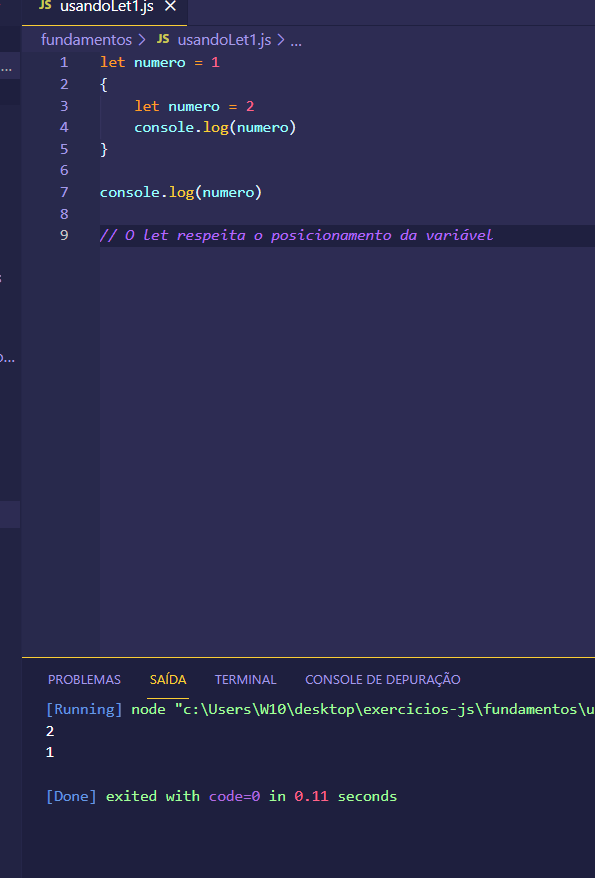 JS usandoLet1.js ×
fundamentos > JS usandoLet1.js > ...
1 let numero = 1
2 {
3     let numero = 2
4     console.log(numero)
5 }
6
7 console.log(numero)
8
9 // O let respeita o posicionamento da variável
PROBLEMAS SAÍDA TERMINAL CONSOLE DE DEPURAÇÃO
[Running] node "c:\Users\W10\desktop\exercicios-js\fundamentos\u
2
1
[Done] exited with code=0 in 0.11 seconds